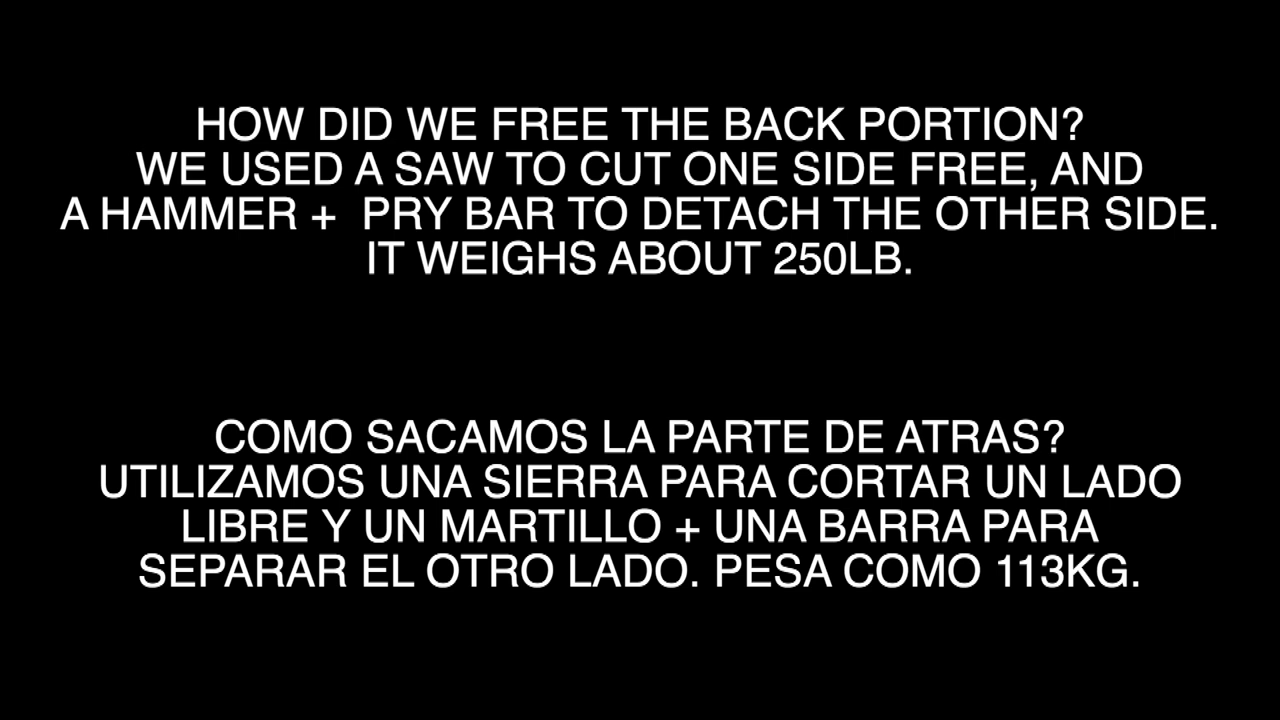 HOW DID WE FREE THE BACK PORTION?
WE USED A SAW TO CUT ONE SIDE FREE, AND
A HAMMER +  PRY BAR TO DETACH THE OTHER SIDE.
IT WEIGHS ABOUT 250LB.
COMO SACAMOS LA PARTE DE ATRAS?
UTILIZAMOS UNA SIERRA PARA CORTAR UN LADO
LIBRE Y UN MARTILLO + UNA BARRA PARA
SEPARAR EL OTRO LADO. PESA COMO 113KG.